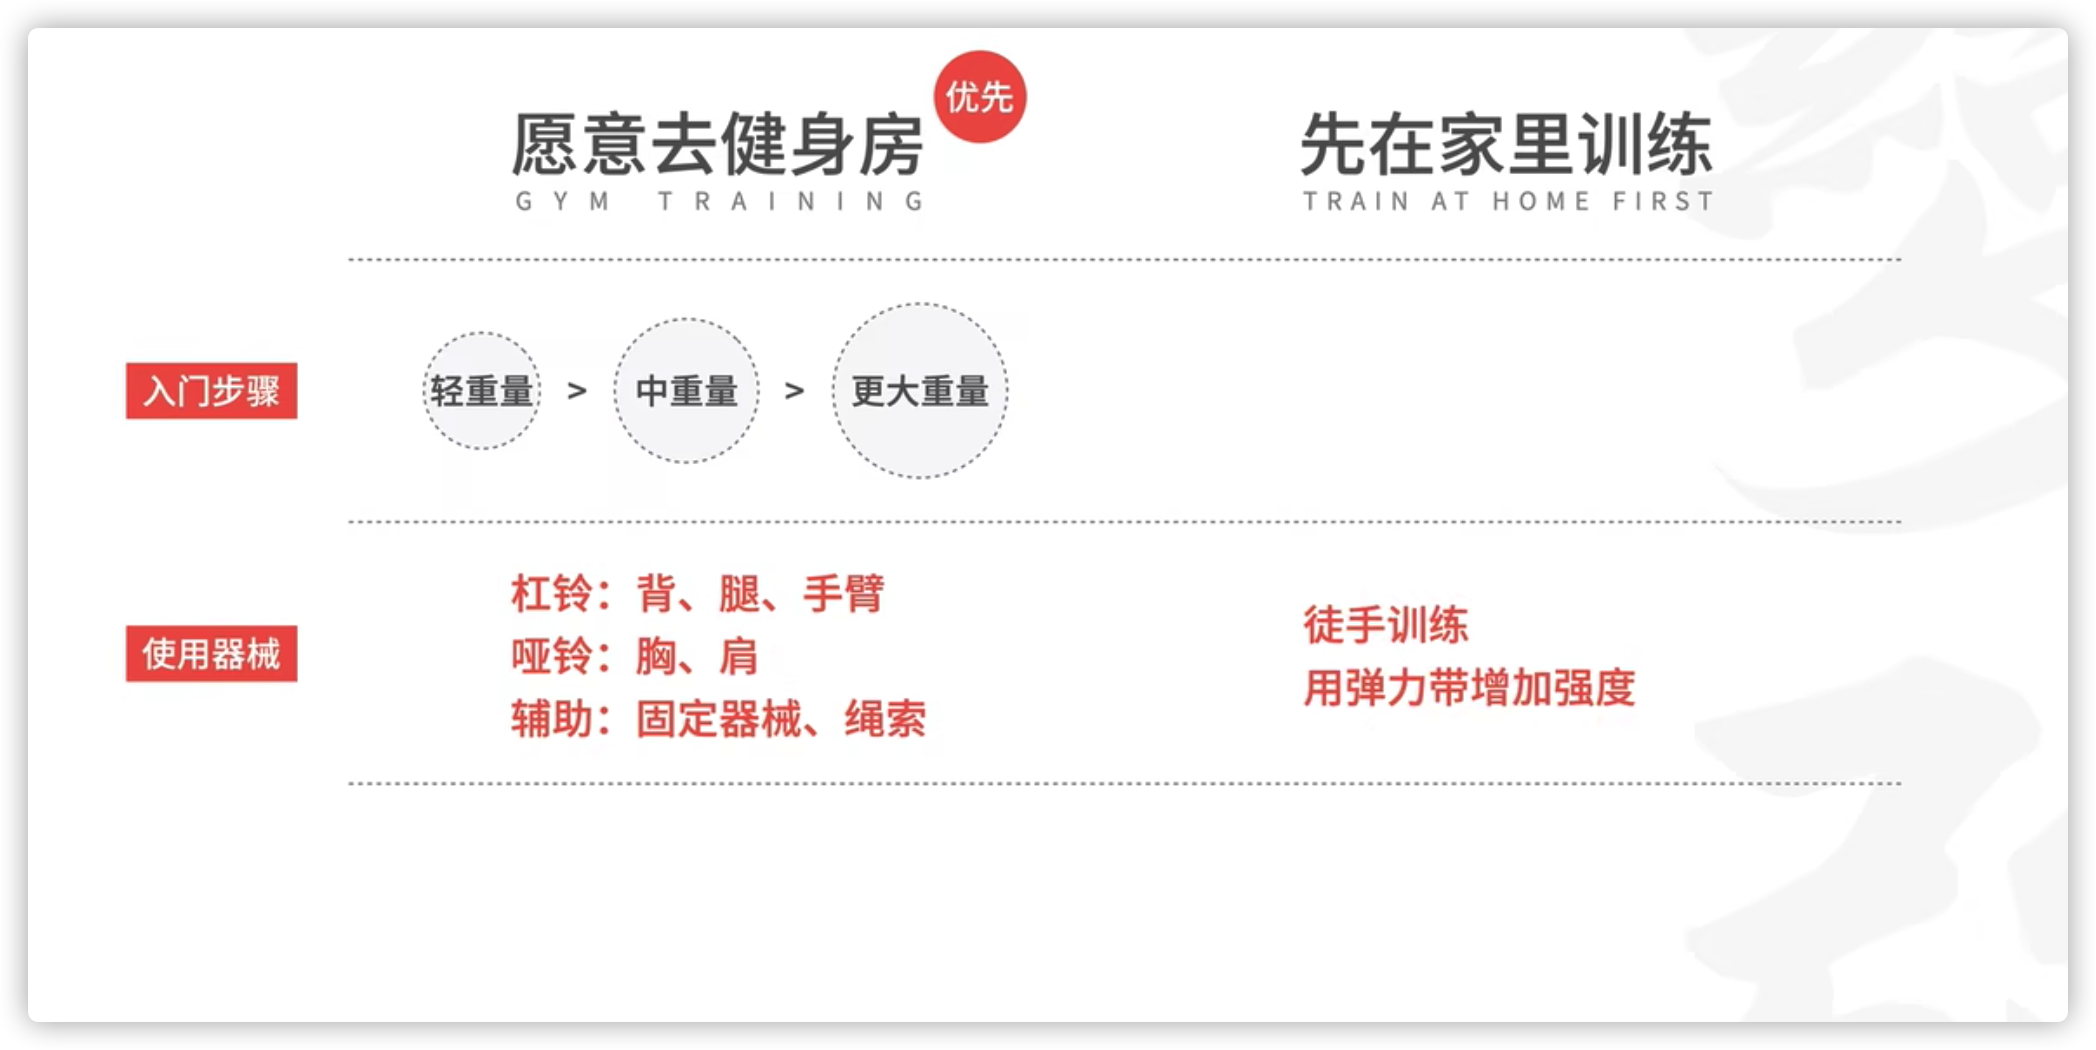 优先
愿意去健身房
GYM TRAINING
先在家里训练
TRAIN AT HOME FIRST
入门步骤
轻重量 > 中重量 > 更大重量
使用器械
杠铃：背、腿、手臂
哑铃：胸、肩
辅助：固定器械、绳索
徒手训练
用弹力带增加强度